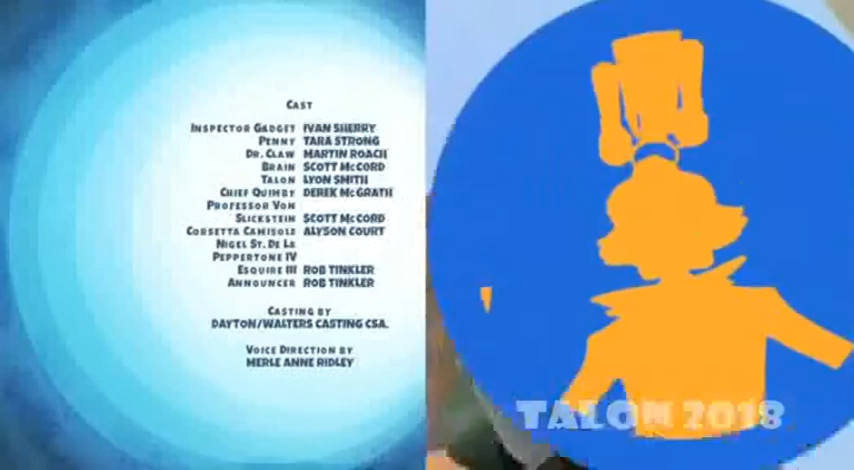 CAST
INSPECTOR GADGET IVAN SHERRY
PENNY TARA STRONG
DR. CLAW MARTIN ROACH
BRAIN SCOTT McCORD
TALON LYON SMITH
CHIEF QUIMBY DEREK McGRATH
PROFESSOR VON
SLICKSTEIN SCOTT McCORD
CORSETTA CAMISOLE ALYSON COURT
NIGEL ST. DE LA
PEPPERTONE IV
ESQUIRE III ROB TINKLER
ANNOUNCER ROB TINKLER
CASTING BY
DAYTON/WALTERS CASTING CSA.
VOICE DIRECTION BY
MERLE ANNE RIDLEY
TALON 2018